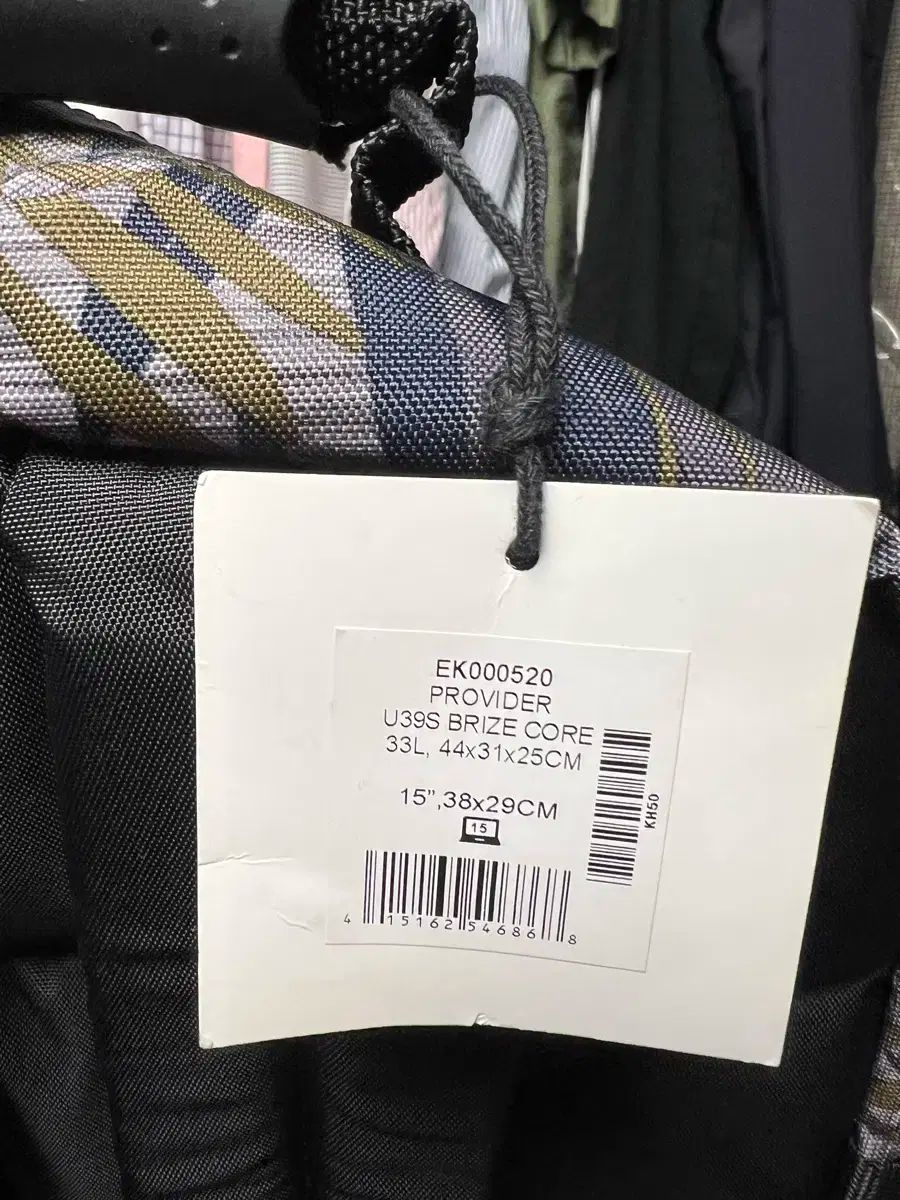 EK000520
PROVIDER
U39S BRIZE CORE
33L, 44x31x25CM
15”,38x29CM
15
KH50
4 15162 54686 8